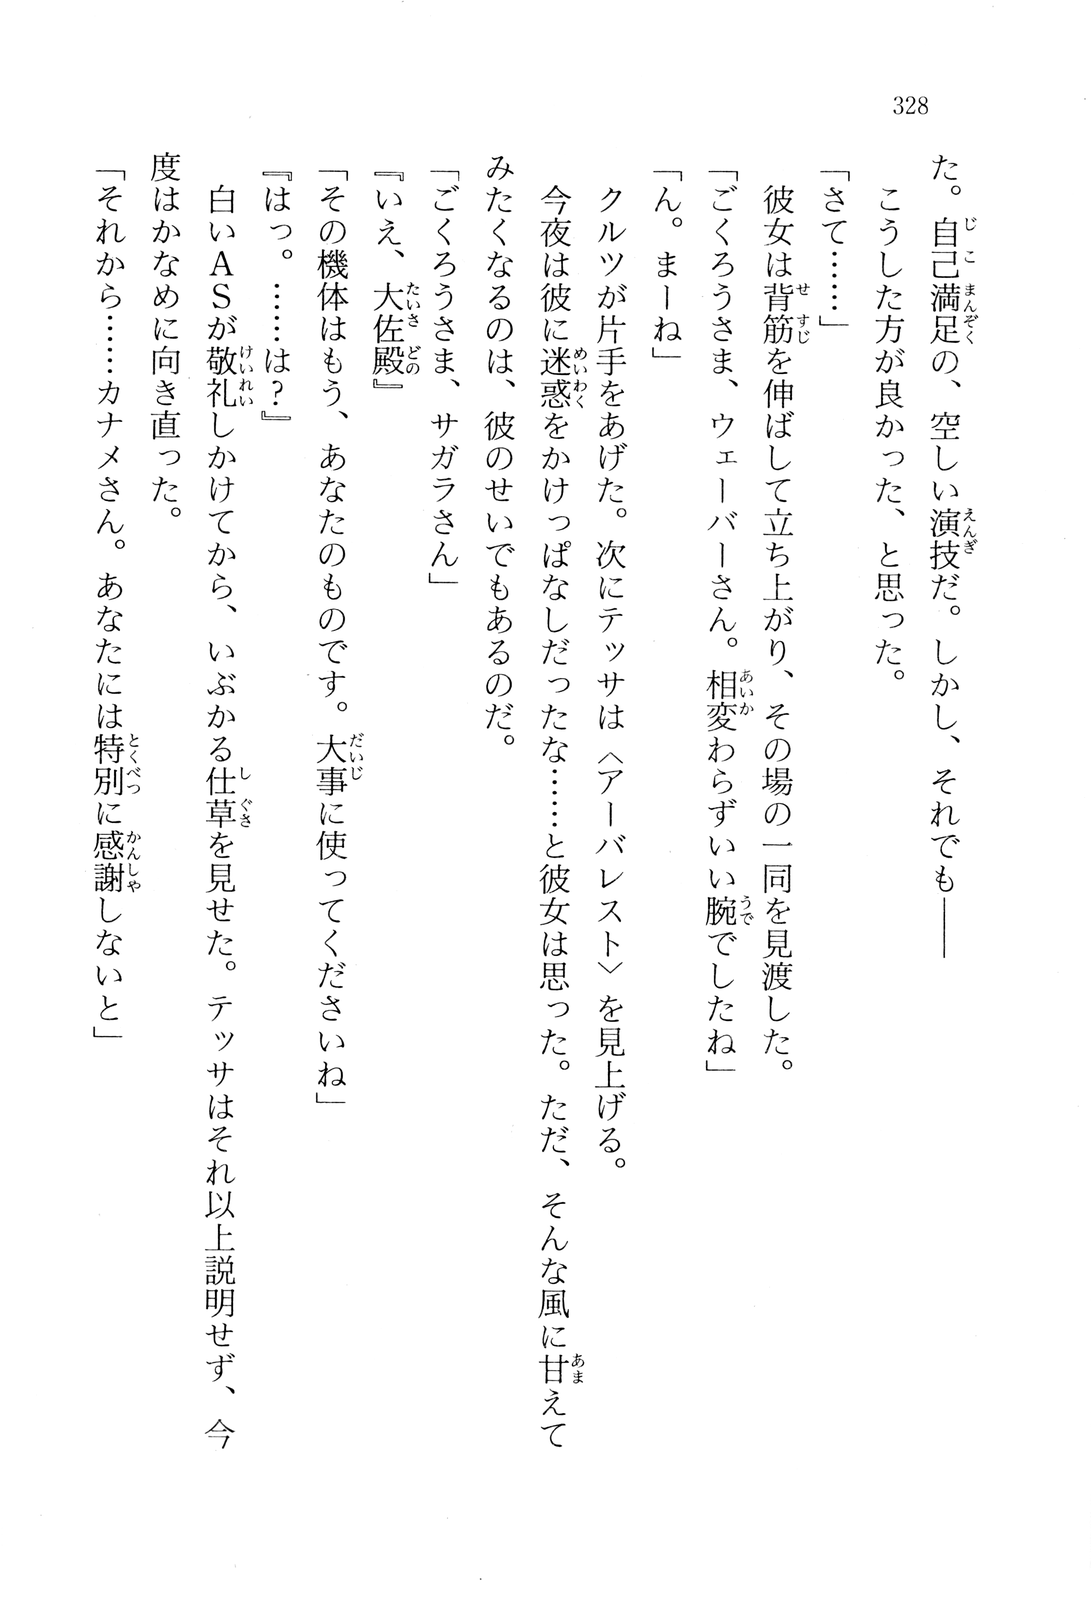 328
た。自己満足の、空しい演技だ。しかし、それでも――
　こうした方が良かった、と思った。
「さて……」
　彼女は背筋を伸ばして立ち上がり、その場の一同を見渡した。
「ごくろうさま、ウェーバーさん。相変わらずいい腕でしたね」
「ん。まーね」
　クルツが片手をあげた。次にテッサは〈アーバレスト〉を見上げる。
　今夜は彼に迷惑をかけっぱなしだったな……と彼女は思った。ただ、そんな風に甘えて
みたくなるのは、彼のせいでもあるのだ。
「ごくろうさま、サガラさん」
『いえ、大佐殿』
「その機体はもう、あなたのものです。大事に使ってくださいね」
『はっ。……は？』
　白いＡＳが敬礼しかけてから、いぶかる仕草を見せた。テッサはそれ以上説明せず、今
度はかなめに向き直った。
「それから……カナメさん。あなたには特別に感謝しないと」